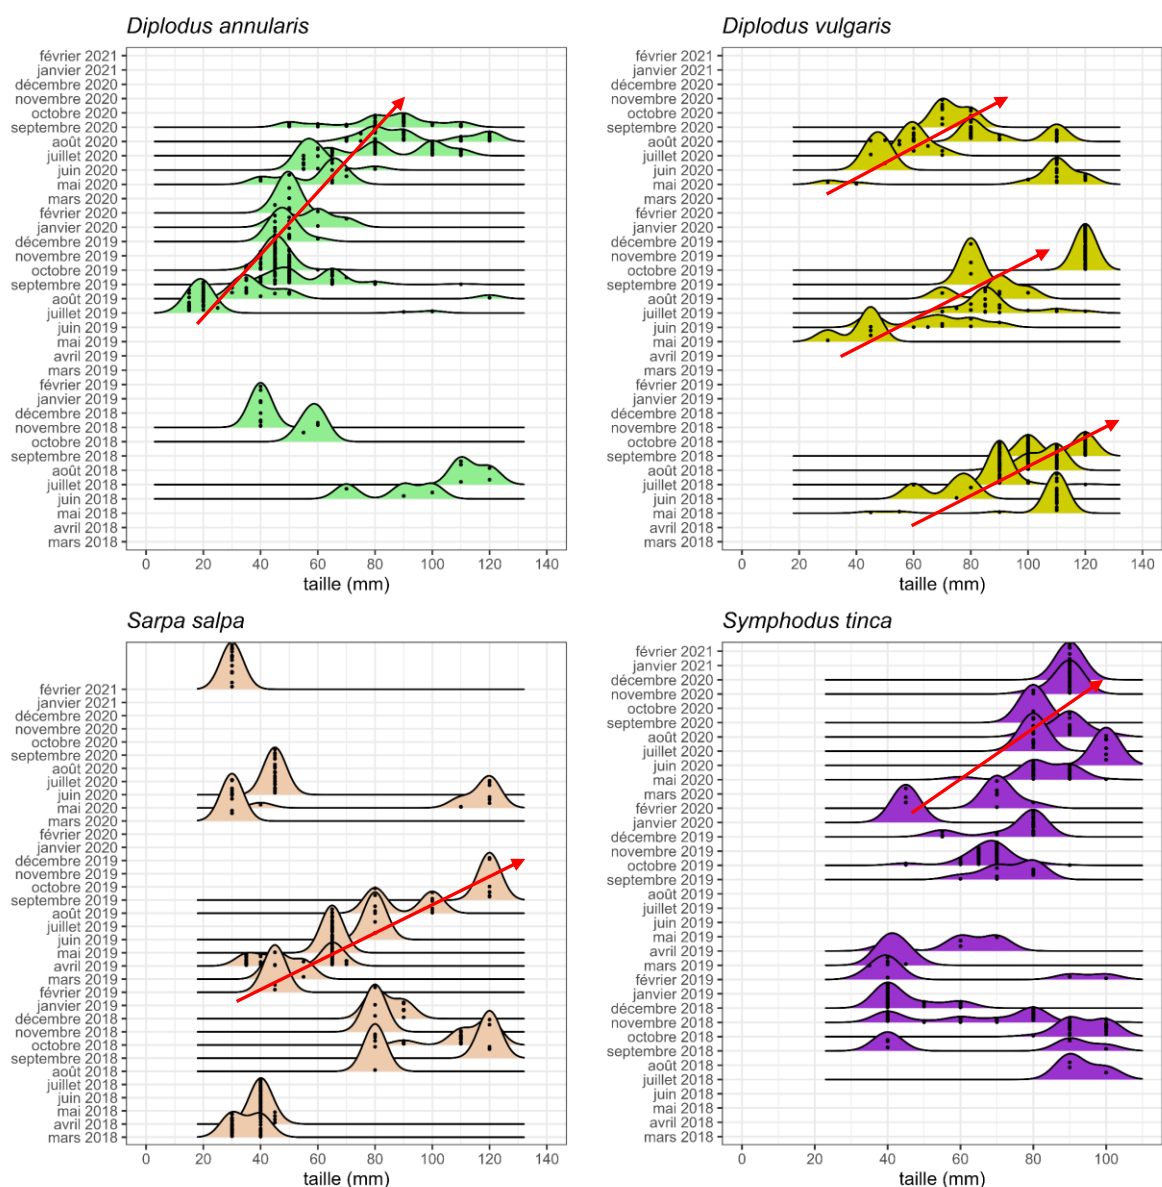 Diplodus annularis
février 2021
janvier 2021
décembre 2020
novembre 2020
octobre 2020
septembre 2020
août 2020
juillet 2020
juin 2020
mai 2020
mars 2020
février 2020
janvier 2020
décembre 2019
novembre 2019
octobre 2019
septembre 2019
août 2019
juillet 2019
juin 2019
mai 2019
avril 2019
mars 2019
février 2019
janvier 2019
décembre 2018
novembre 2018
octobre 2018
septembre 2018
août 2018
juillet 2018
juin 2018
mai 2018
avril 2018
mars 2018
0 20 40 60 80 100 120 140
taille (mm)
Diplodus vulgaris
février 2021
janvier 2021
décembre 2020
novembre 2020
octobre 2020
septembre 2020
août 2020
juillet 2020
juin 2020
mai 2020
mars 2020
février 2020
janvier 2020
décembre 2019
novembre 2019
octobre 2019
septembre 2019
août 2019
juillet 2019
juin 2019
mai 2019
avril 2019
mars 2019
février 2019
janvier 2019
décembre 2018
novembre 2018
octobre 2018
septembre 2018
août 2018
juillet 2018
juin 2018
mai 2018
avril 2018
mars 2018
0 20 40 60 80 100 120 140
taille (mm)
Sarpa salpa
février 2021
janvier 2021
décembre 2020
novembre 2020
octobre 2020
septembre 2020
août 2020
juillet 2020
juin 2020
mai 2020
mars 2020
février 2020
janvier 2020
décembre 2019
novembre 2019
octobre 2019
septembre 2019
août 2019
juillet 2019
juin 2019
mai 2019
avril 2019
mars 2019
février 2019
janvier 2019
décembre 2018
novembre 2018
octobre 2018
septembre 2018
août 2018
juillet 2018
juin 2018
mai 2018
avril 2018
mars 2018
0 20 40 60 80 100 120 140
taille (mm)
Symphodus tinca
février 2021
janvier 2021
décembre 2020
novembre 2020
octobre 2020
septembre 2020
août 2020
juillet 2020
juin 2020
mai 2020
mars 2020
février 2020
janvier 2020
décembre 2019
novembre 2019
octobre 2019
septembre 2019
août 2019
juillet 2019
juin 2019
mai 2019
avril 2019
mars 2019
février 2019
janvier 2019
décembre 2018
novembre 2018
octobre 2018
septembre 2018
août 2018
juillet 2018
juin 2018
mai 2018
avril 2018
mars 2018
0 20 40 60 80 100
taille (mm)